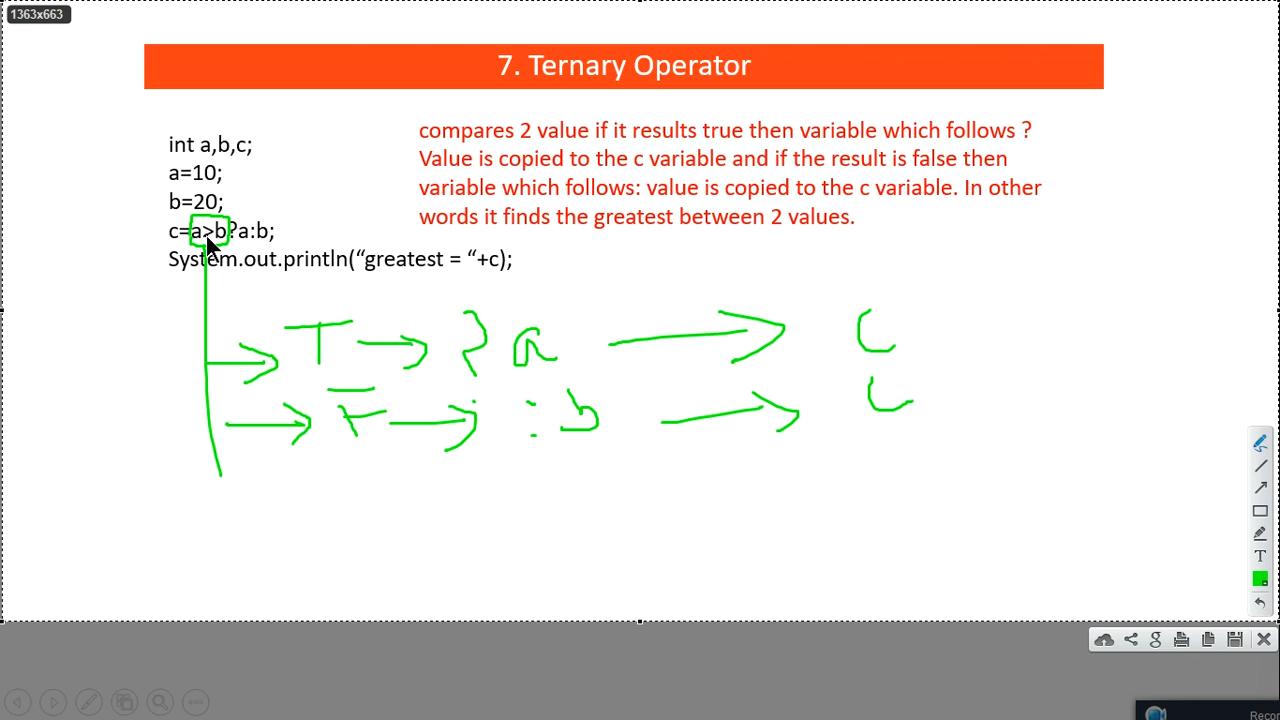 1363x663
7. Ternary Operator
int a,b,c;
a=10;
b=20;
c=a>b?a:b;
System.out.println(“greatest = “+c);
compares 2 value if it results true then variable which follows ?
Value is copied to the c variable and if the result is false then
variable which follows: value is copied to the c variable. In other
words it finds the greatest between 2 values.
T ? a C
F : b C
T
g